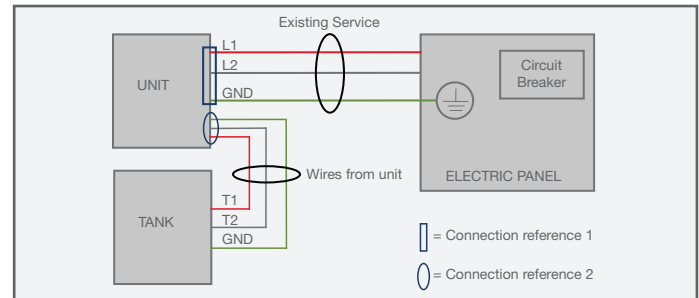 Existing Service
L1
L2
GND
UNIT
Circuit
Breaker
ELECTRIC PANEL
Wires from unit
T1
T2
GND
TANK
= Connection reference 1
= Connection reference 2